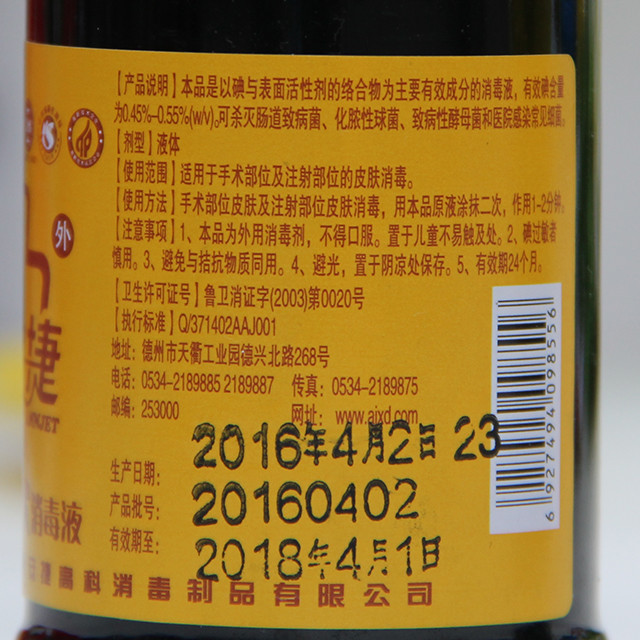 【产品说明】本品是以碘与表面活性剂的络合物为主要有效成分的消毒液，有效碘含量
为0.45%–0.55%(w/v)。可杀灭肠道致病菌、化脓性球菌、致病性酵母菌和医院感染常见细菌。
【剂型】液体
【使用范围】适用于手术部位及注射部位的皮肤消毒。
【使用方法】手术部位皮肤及注射部位皮肤消毒，用本品原液涂抹二次，作用1-2分钟。
【注意事项】1、本品为外用消毒剂，不得口服。置于儿童不易触及处。2、碘过敏者
慎用。3、避免与拮抗物质同用。4、避光，置于阴凉处保存。5、有效期24个月。
【卫生许可证号】鲁卫消证字(2003)第0020号
【执行标准】Q/371402AAJ001
地址：德州市天衢工业园德兴北路268号
电话：0534-2189885 2189887 传真：0534-2189875
邮编：253000 网址：www.ajxd.com
生产日期：2016年4月2日 23
产品批号：20160402
有效期至：2018年4月1日
捷高科消毒制品有限公司
外
捷
消毒液
6 927494 098556